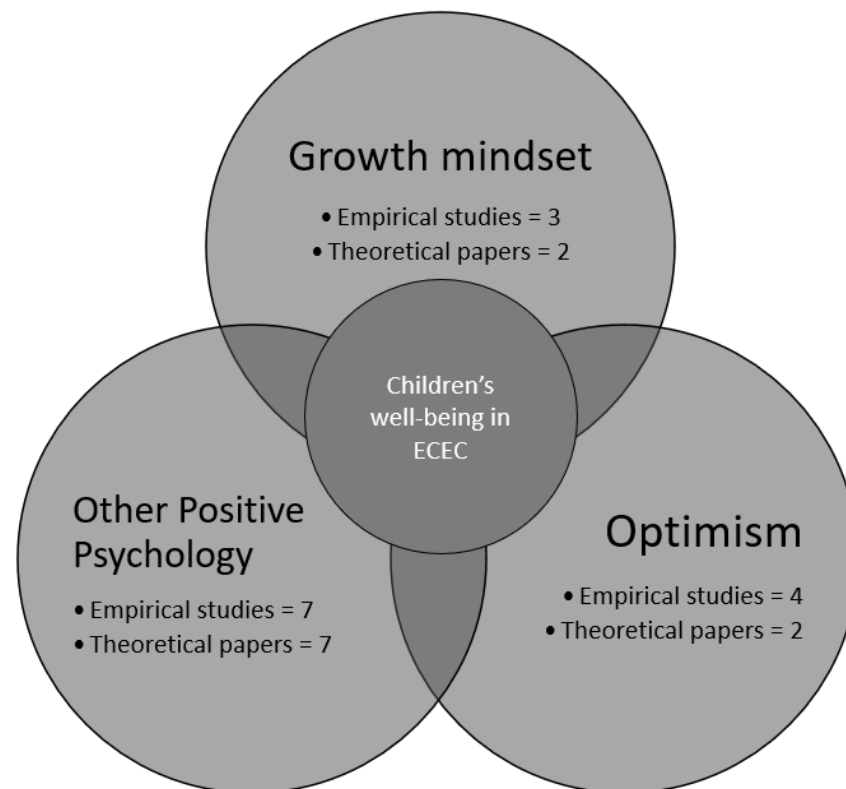 Growth mindset
• Empirical studies = 3
• Theoretical papers = 2
Children’s
well-being in
ECEC
Other Positive
Psychology
• Empirical studies = 7
• Theoretical papers = 7
Optimism
• Empirical studies = 4
• Theoretical papers = 2